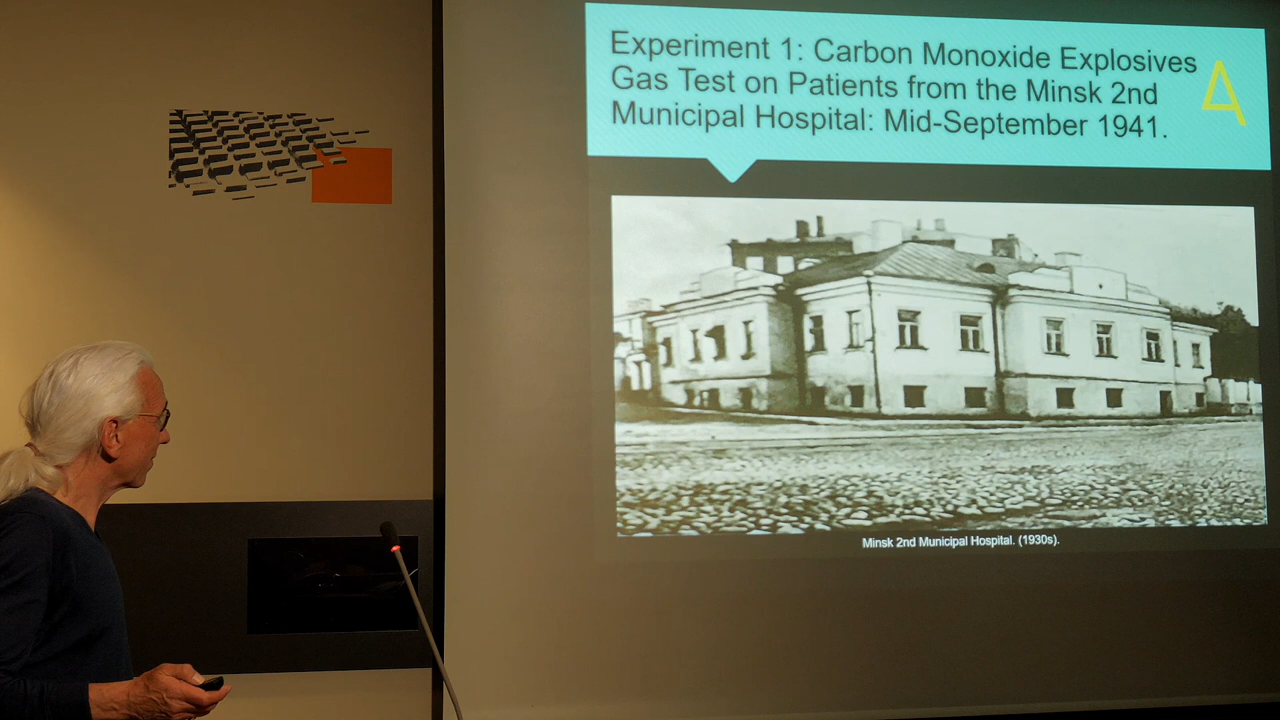 Experiment 1: Carbon Monoxide Explosives
Gas Test on Patients from the Minsk 2nd
Municipal Hospital: Mid-September 1941.
Minsk 2nd Municipal Hospital. (1930s).